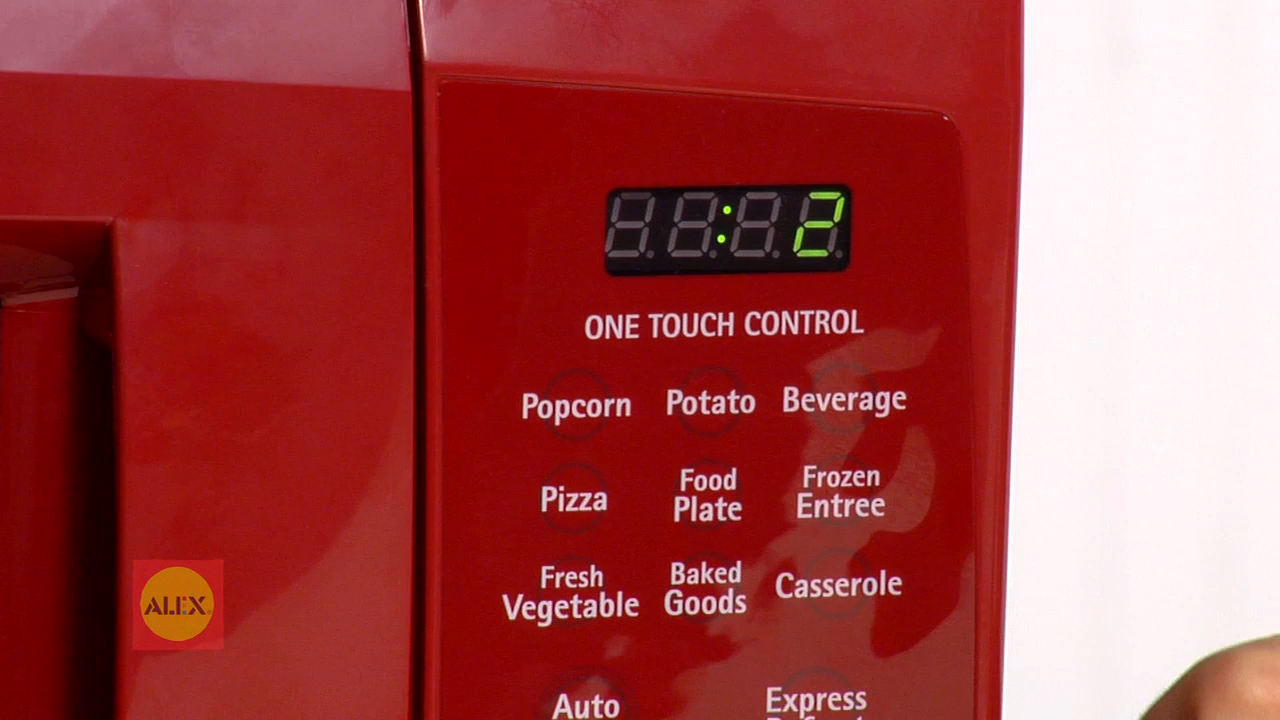 : 2
ONE TOUCH CONTROL
Popcorn Potato Beverage
Pizza Food Plate Frozen Entree
Fresh Vegetable Baked Goods Casserole
Auto Express
ALEX